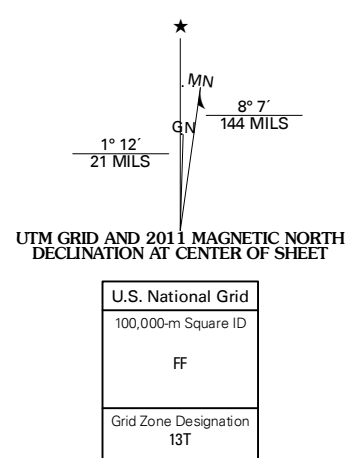 ★
MN
8° 7´
144 MILS
GN
1° 12´
21 MILS
UTM GRID AND 2011 MAGNETIC NORTH
DECLINATION AT CENTER OF SHEET
U.S. National Grid
100,000-m Square ID
FF
Grid Zone Designation
13T